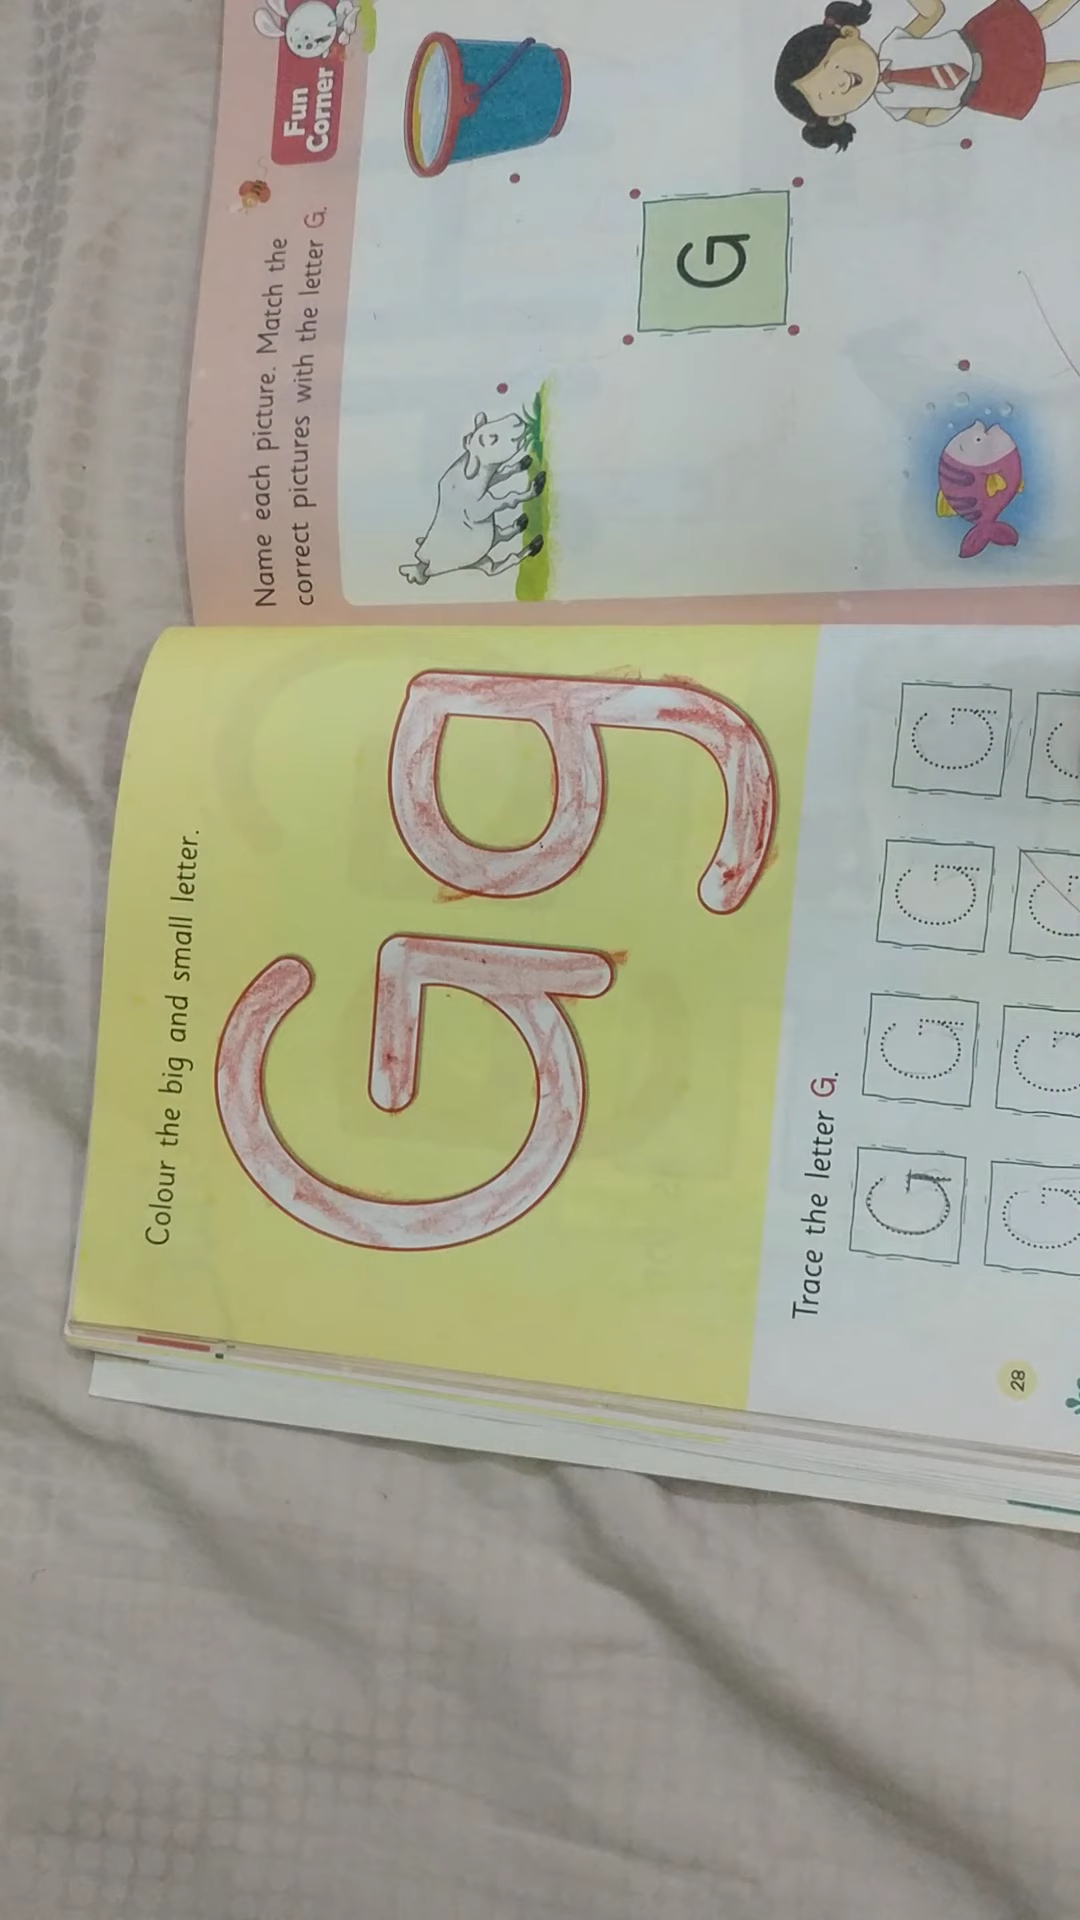 Colour the big and small letter.
Gg
Trace the letter G.
G G G G
G G G
28
Fun
Corner
Name each picture. Match the
correct pictures with the letter G.
G